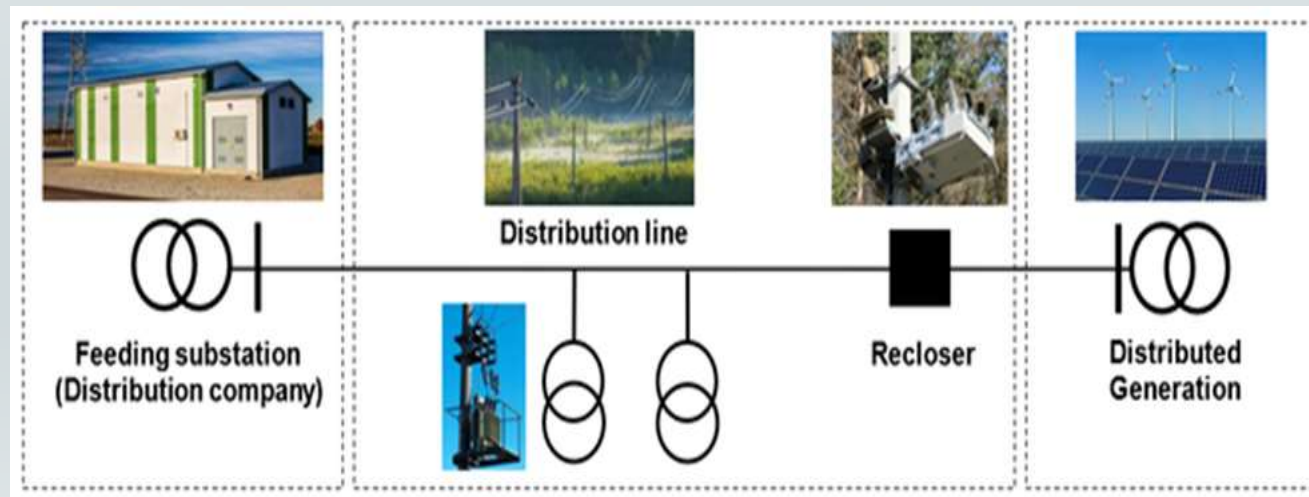 Distribution line
Feeding substation
(Distribution company)
Recloser
Distributed
Generation